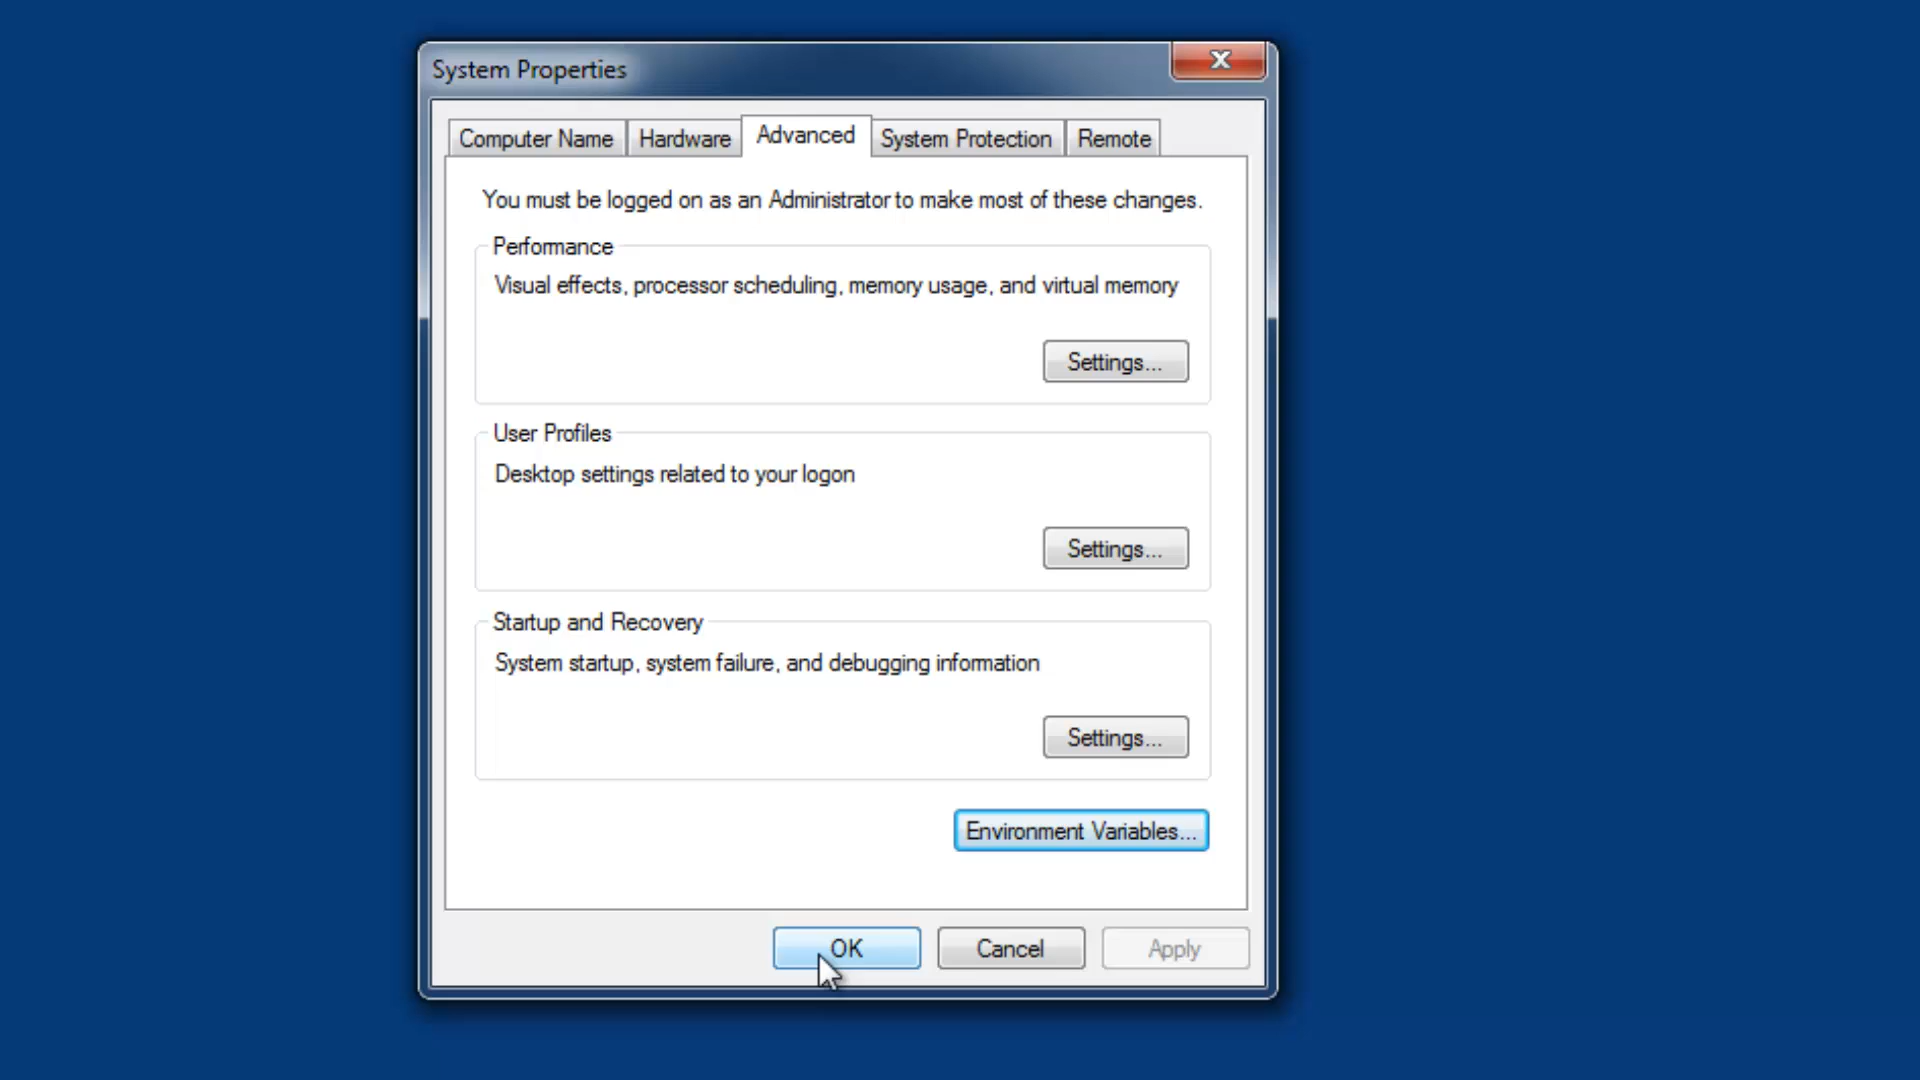 System Properties
X
Computer Name
Hardware
Advanced
System Protection
Remote
You must be logged on as an Administrator to make most of these changes.
Performance
Visual effects, processor scheduling, memory usage, and virtual memory
Settings...
User Profiles
Desktop settings related to your logon
Settings...
Startup and Recovery
System startup, system failure, and debugging information
Settings...
Environment Variables...
OK
Cancel
Apply